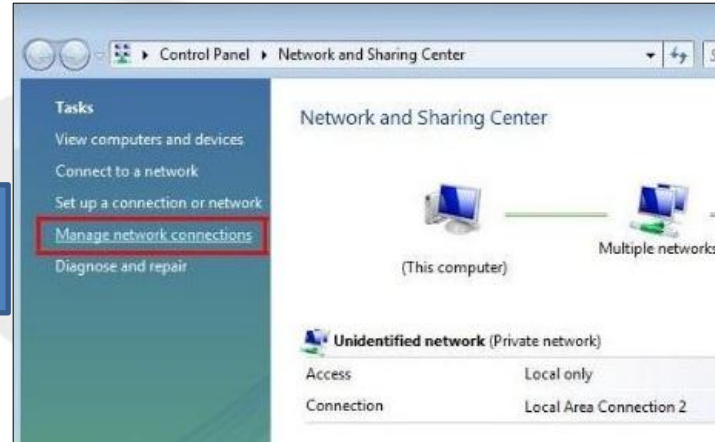 Control Panel ▸ Network and Sharing Center
Tasks
View computers and devices
Connect to a network
Set up a connection or network
Manage network connections
Diagnose and repair
Network and Sharing Center
(This computer)
Multiple networks
Unidentified network (Private network)
Access Local only
Connection Local Area Connection 2